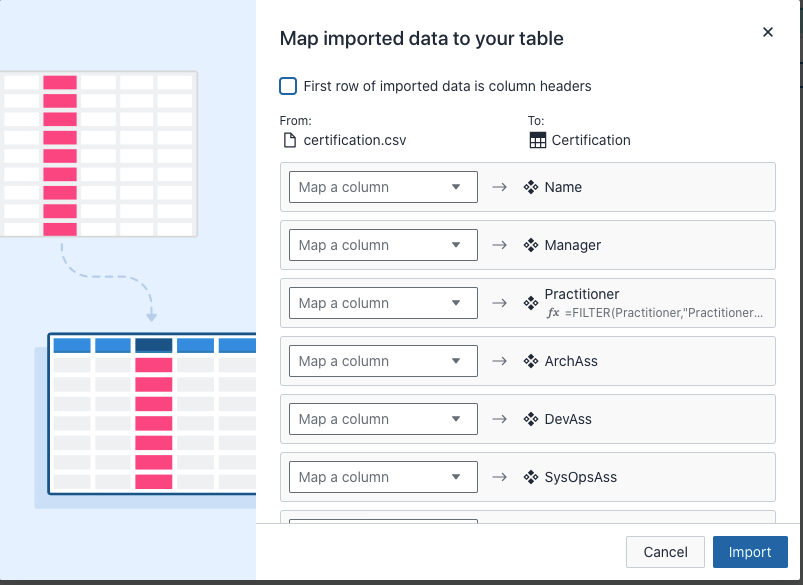 Map imported data to your table
First row of imported data is column headers
From:
certification.csv
To:
Certification
Map a column
Name
Map a column
Manager
Map a column
Practitioner
fx =FILTER(Practitioner,"Practitioner...
Map a column
ArchAss
Map a column
DevAss
Map a column
SysOpsAss
Cancel
Import